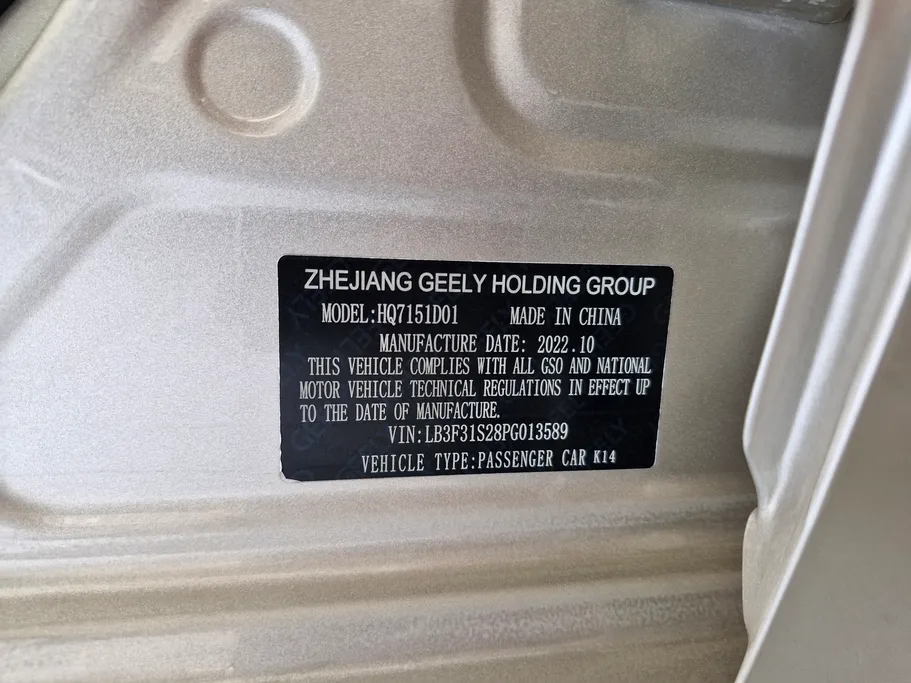 ZHEJIANG GEELY HOLDING GROUP
MODEL:HQ7151D01 MADE IN CHINA
MANUFACTURE DATE: 2022.10
THIS VEHICLE COMPLIES WITH ALL GSO AND NATIONAL
MOTOR VEHICLE TECHNICAL REGULATIONS IN EFFECT UP
TO THE DATE OF MANUFACTURE.
VIN:LB3F31S28PG013589
VEHICLE TYPE:PASSENGER CAR K14